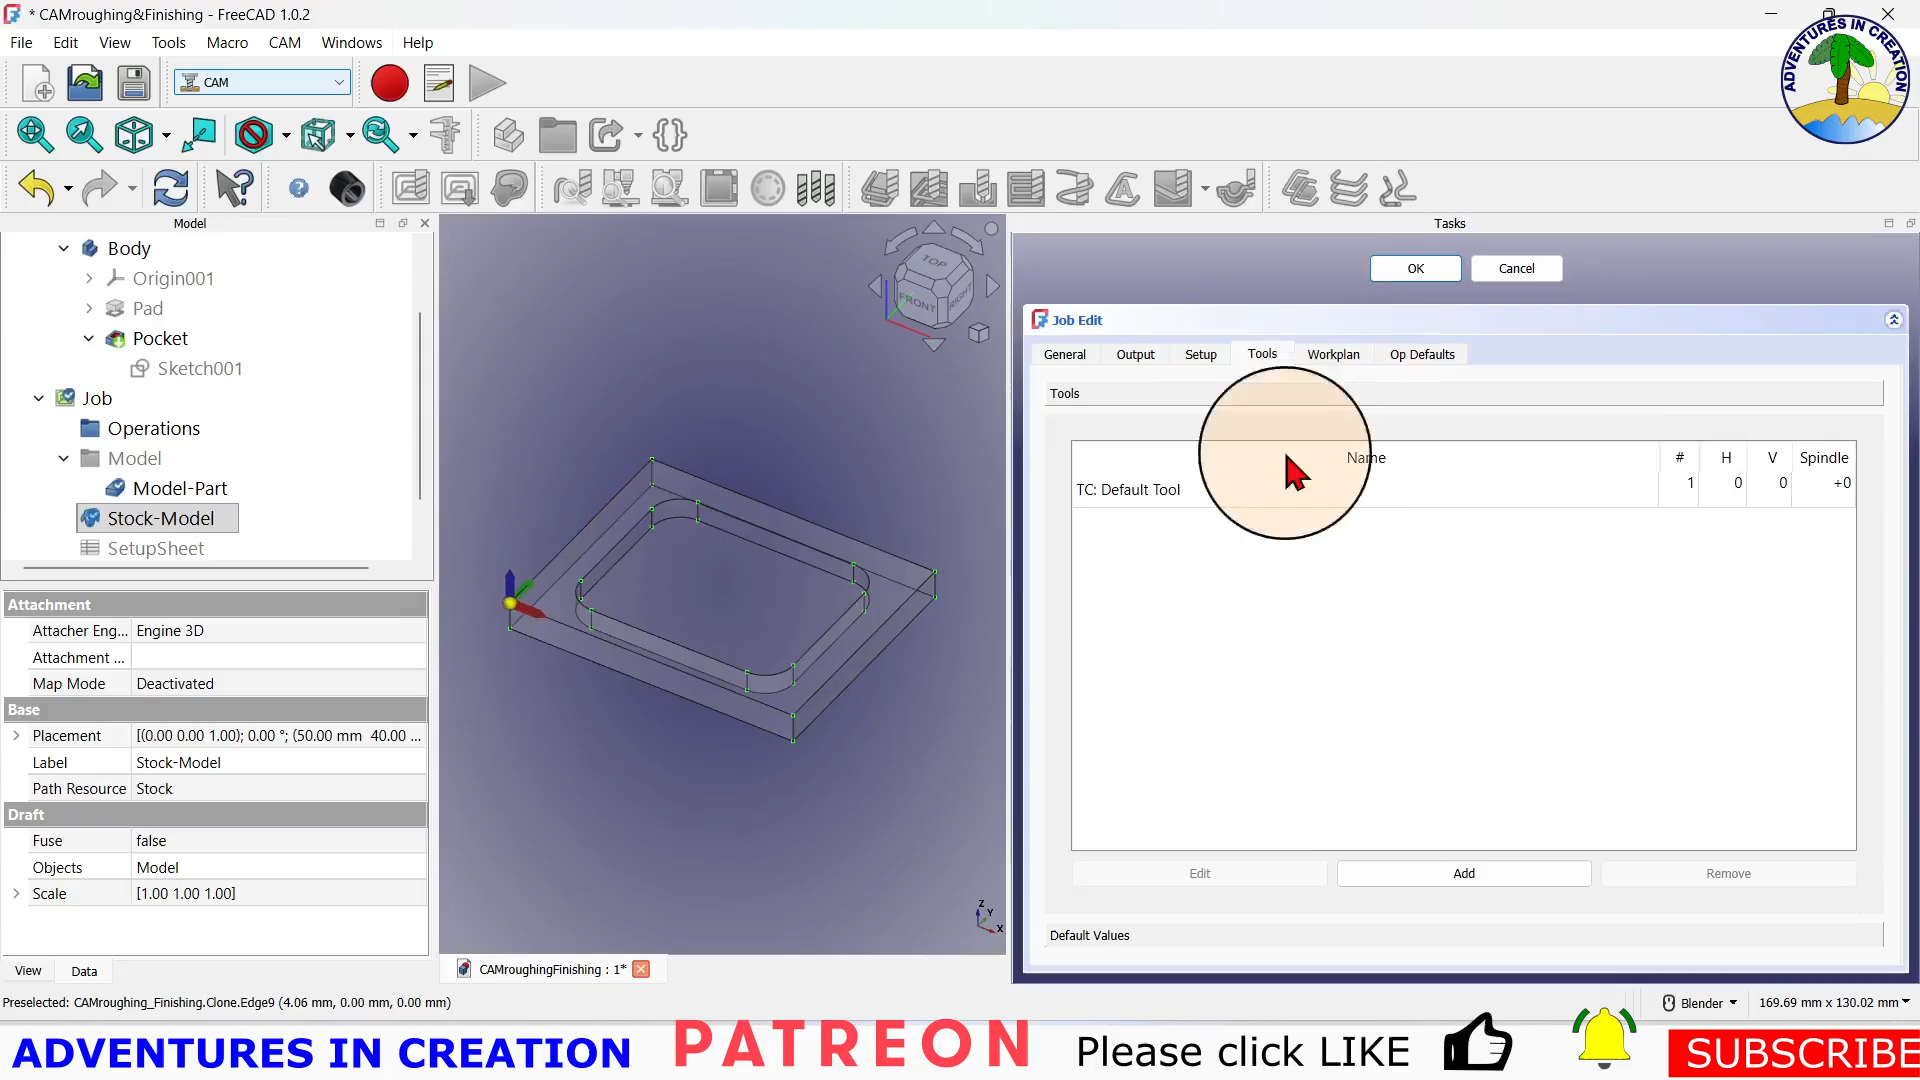 * CAMroughing&Finishing - FreeCAD 1.0.2
File Edit View Tools Macro CAM Windows Help
ADVENTURES IN CREATION
CAM
Model
Tasks
Body
Origin001
Pad
Pocket
Sketch001
Job
Operations
Model
Model-Part
Stock-Model
SetupSheet
TOP
FRONT
RIGHT
OK Cancel
Job Edit
General Output Setup Tools Workplan Op Defaults
Tools
Name # H V Spindle
TC: Default Tool 1 0 0 +0
Edit Add Remove
Default Values
Attachment
Attacher Eng... Engine 3D
Attachment ...
Map Mode Deactivated
Base
Placement [(0.00 0.00 1.00); 0.00 °; (50.00 mm 40.00 ...
Label Stock-Model
Path Resource Stock
Draft
Fuse false
Objects Model
Scale [1.00 1.00 1.00]
Z
Y
X
View Data
CAMroughingFinishing : 1*
Preselected: CAMroughing_Finishing.Clone.Edge9 (4.06 mm, 0.00 mm, 0.00 mm)
Blender 169.69 mm x 130.02 mm
ADVENTURES IN CREATION PATREON Please click LIKE SUBSCRIBE